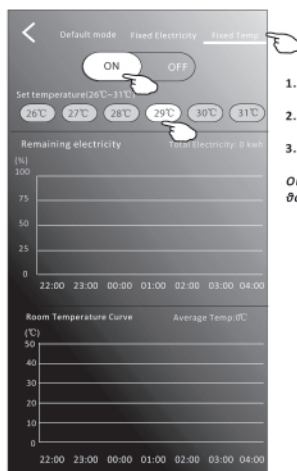 Default mode Fixed Electricity Fixed Temp
1.
ON OFF
2.
Set temperature(26℃~31℃)
26℃ 27℃ 28℃ 29℃ 30℃ 31℃
3.
Remaining electricity Total Electricity: 0 kwh
(%)
100
75
50
25
0
22:00 23:00 00:00 01:00 02:00 03:00 04:00
Room Temperature Curve Average Temp:0℃
(℃)
50
40
30
20
10
0
22:00 23:00 00:00 01:00 02:00 03:00 04:00